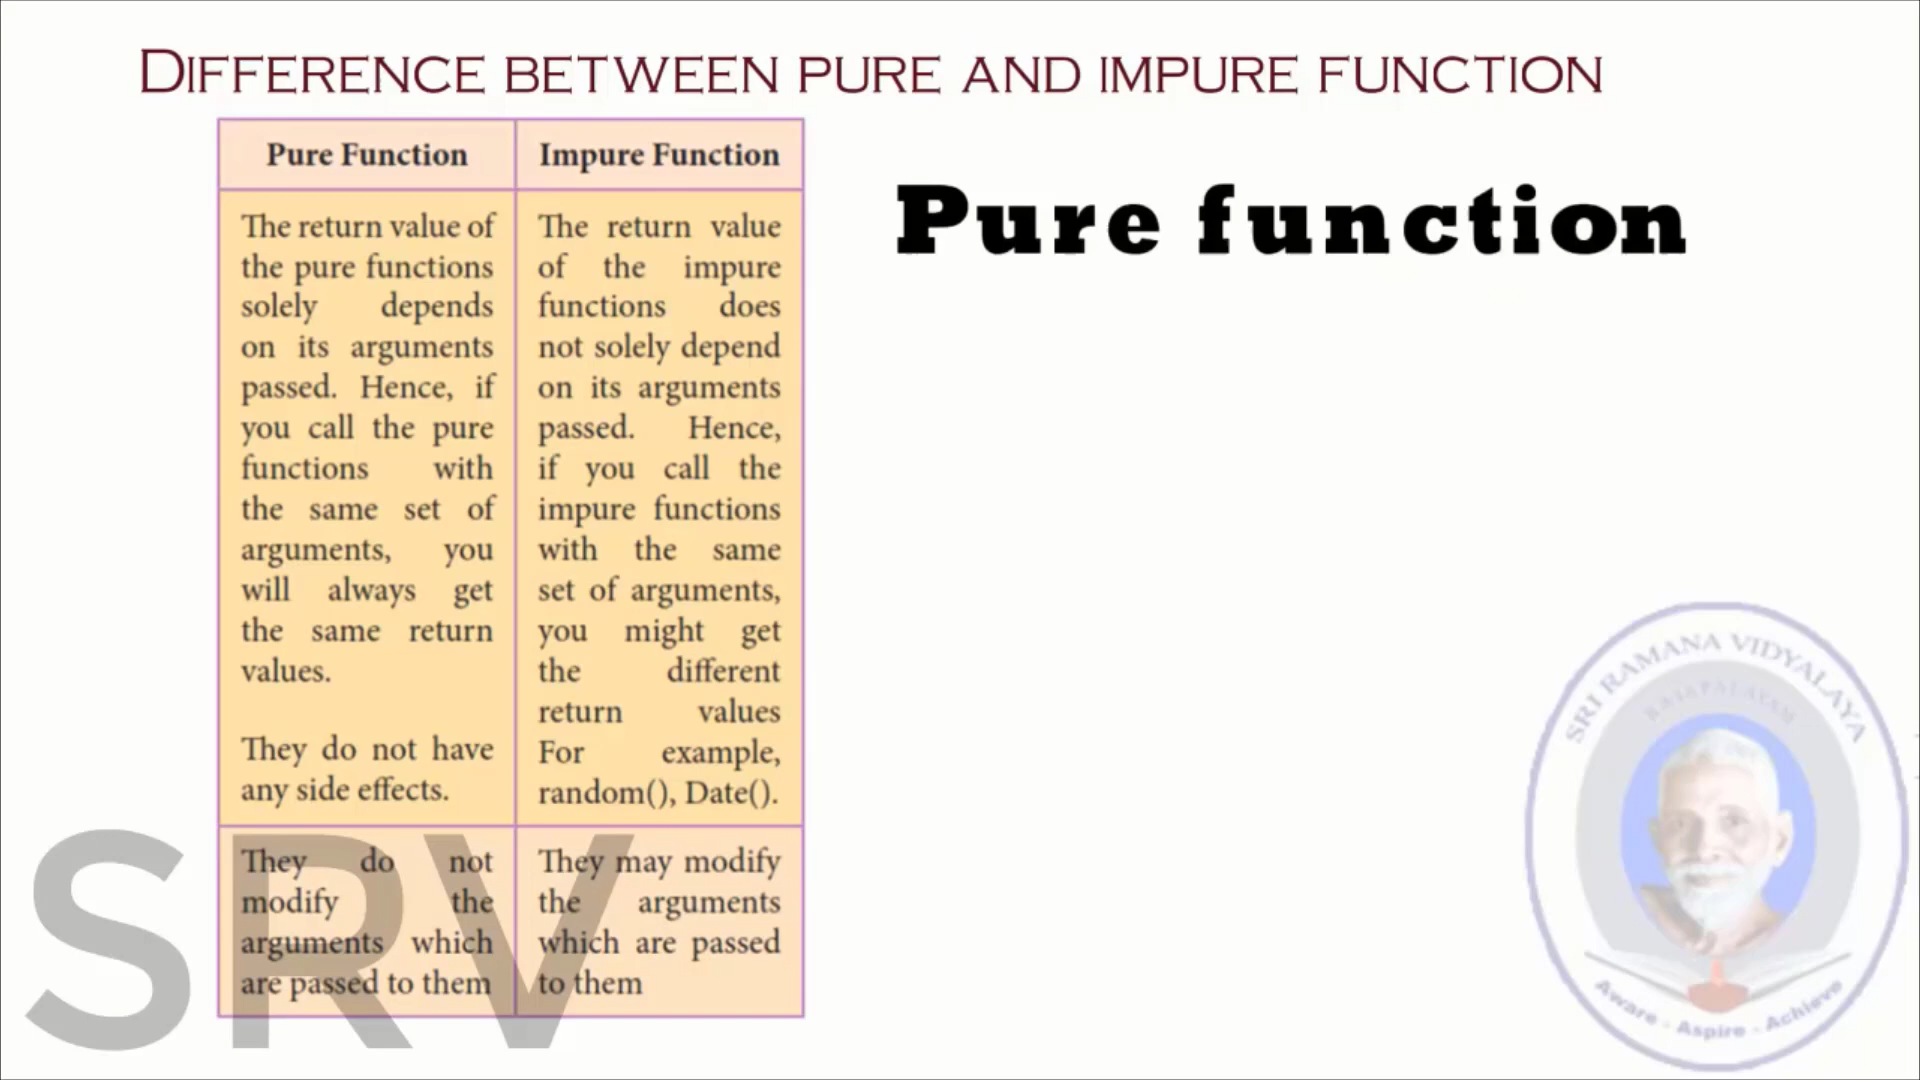 DIFFERENCE BETWEEN PURE AND IMPURE FUNCTION
Pure Function
The return value of
the pure functions
solely depends
on its arguments
passed. Hence, if
you call the pure
functions with
the same set of
arguments, you
will always get
the same return
values.
They do not have
any side effects.
They do not
modify the
arguments which
are passed to them
Impure Function
The return value
of the impure
functions does
not solely depend
on its arguments
passed. Hence,
if you call the
impure functions
with the same
set of arguments,
you might get
the different
return values
For example,
random(), Date().
They may modify
the arguments
which are passed
to them
Pure function
SRV
SRI RAMANA VIDYALAYA
RAJAPALAYAM
Aware - Aspire - Achieve